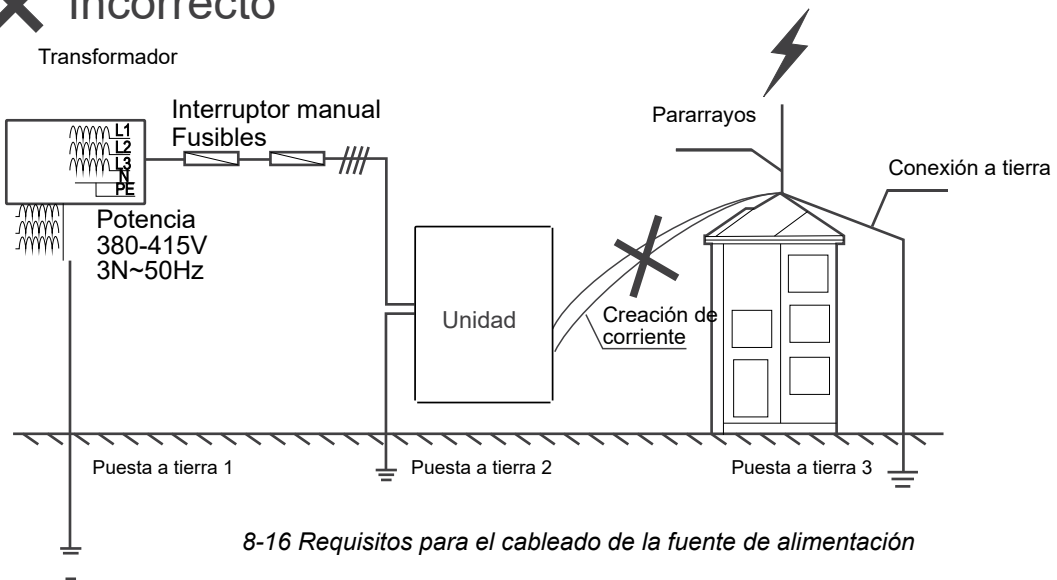 Incorrecto
Transformador
Interruptor manual
Fusibles
L1
L2
L3
N
PE
Potencia
380-415V
3N~50Hz
Pararrayos
Conexión a tierra
Unidad
Creación de
corriente
Puesta a tierra 1
Puesta a tierra 2
Puesta a tierra 3
8-16 Requisitos para el cableado de la fuente de alimentación